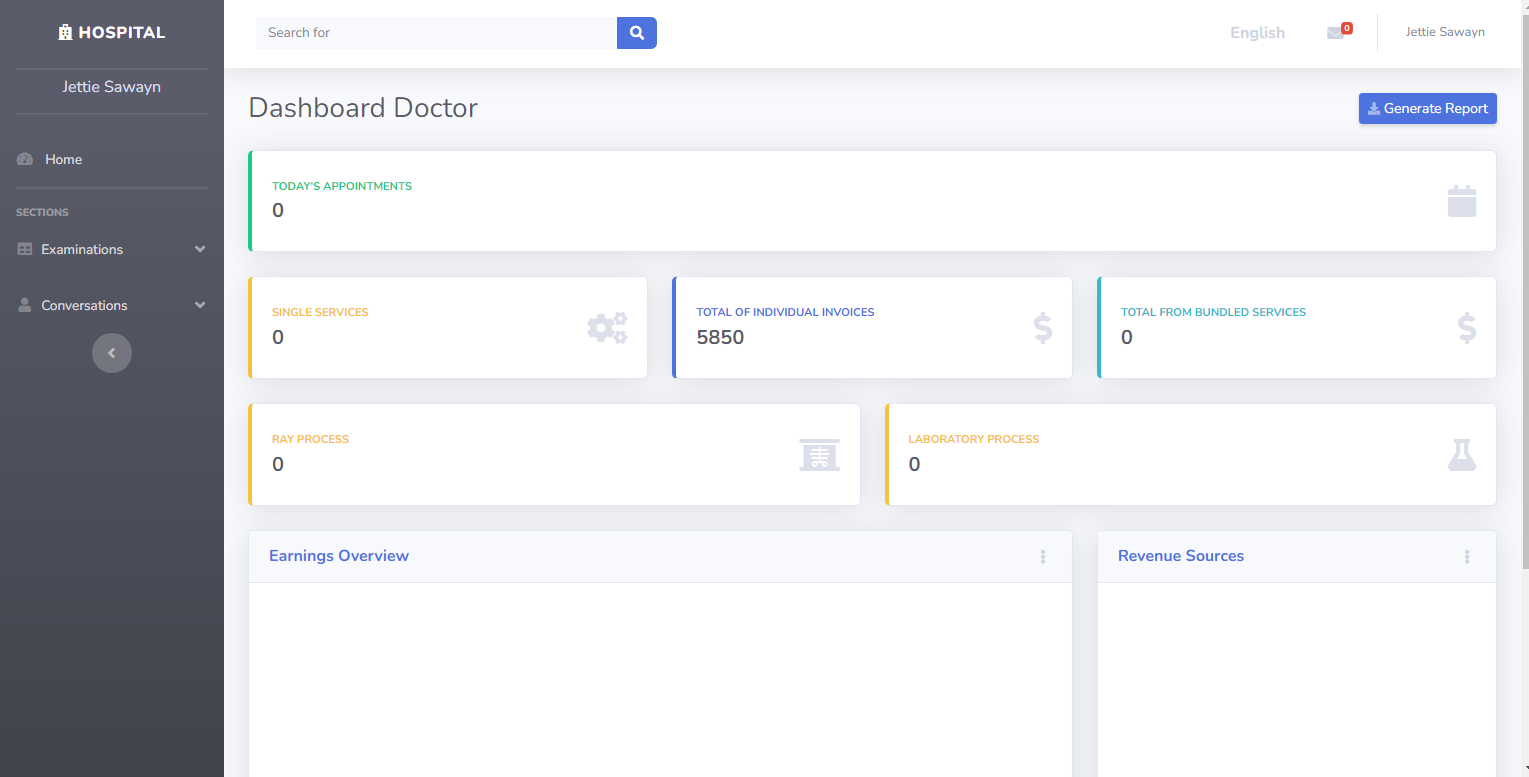 HOSPITAL
Jettie Sawayn
Home
SECTIONS
Examinations
Conversations
Search for
English
0
Jettie Sawayn
Dashboard Doctor
Generate Report
TODAY'S APPOINTMENTS
0
SINGLE SERVICES
0
TOTAL OF INDIVIDUAL INVOICES
5850
TOTAL FROM BUNDLED SERVICES
0
RAY PROCESS
0
LABORATORY PROCESS
0
Earnings Overview
Revenue Sources